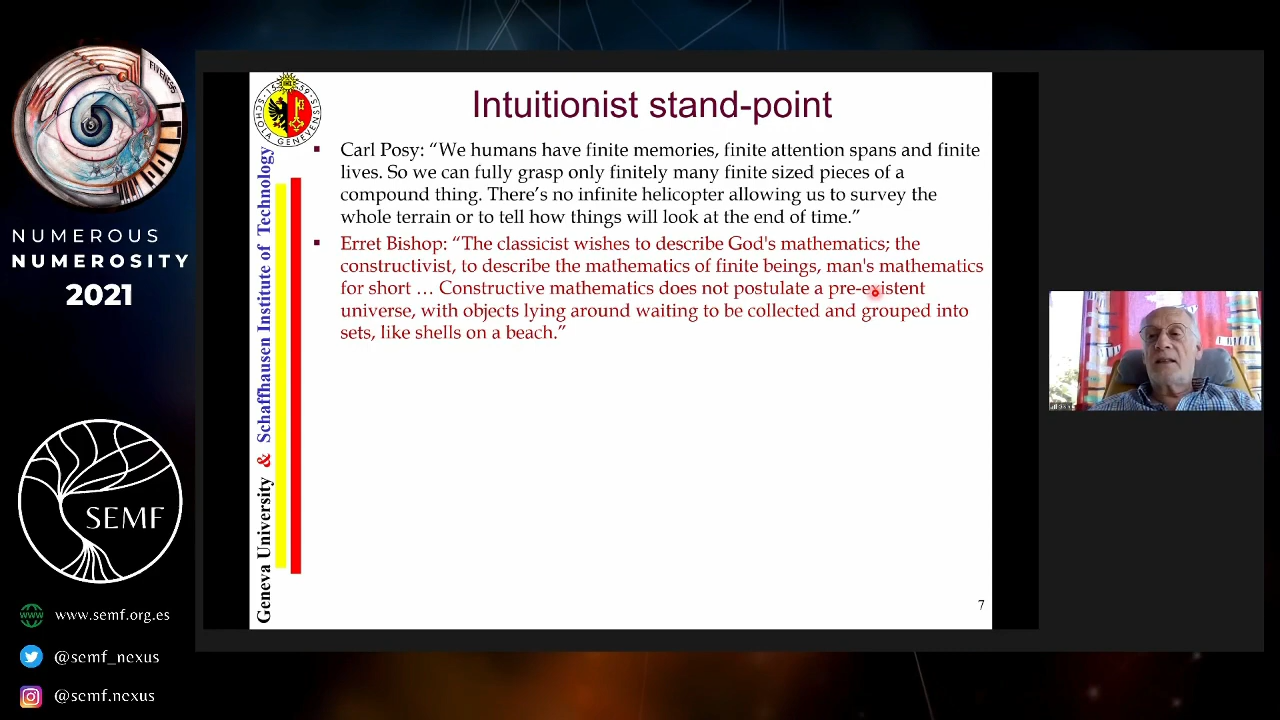 FIVENESS
NUMEROUS
NUMEROSITY
2021
SEMF
www.semf.org.es
@semf_nexus
@semf.nexus
SCHOLA GENEVENSIS
1559
Geneva University & Schaffhausen Institute of Technology
Intuitionist stand-point
▪ Carl Posy: “We humans have finite memories, finite attention spans and finite
lives. So we can fully grasp only finitely many finite sized pieces of a
compound thing. There’s no infinite helicopter allowing us to survey the
whole terrain or to tell how things will look at the end of time.”
▪ Erret Bishop: “The classicist wishes to describe God's mathematics; the
constructivist, to describe the mathematics of finite beings, man's mathematics
for short … Constructive mathematics does not postulate a pre-existent
universe, with objects lying around waiting to be collected and grouped into
sets, like shells on a beach.”
7